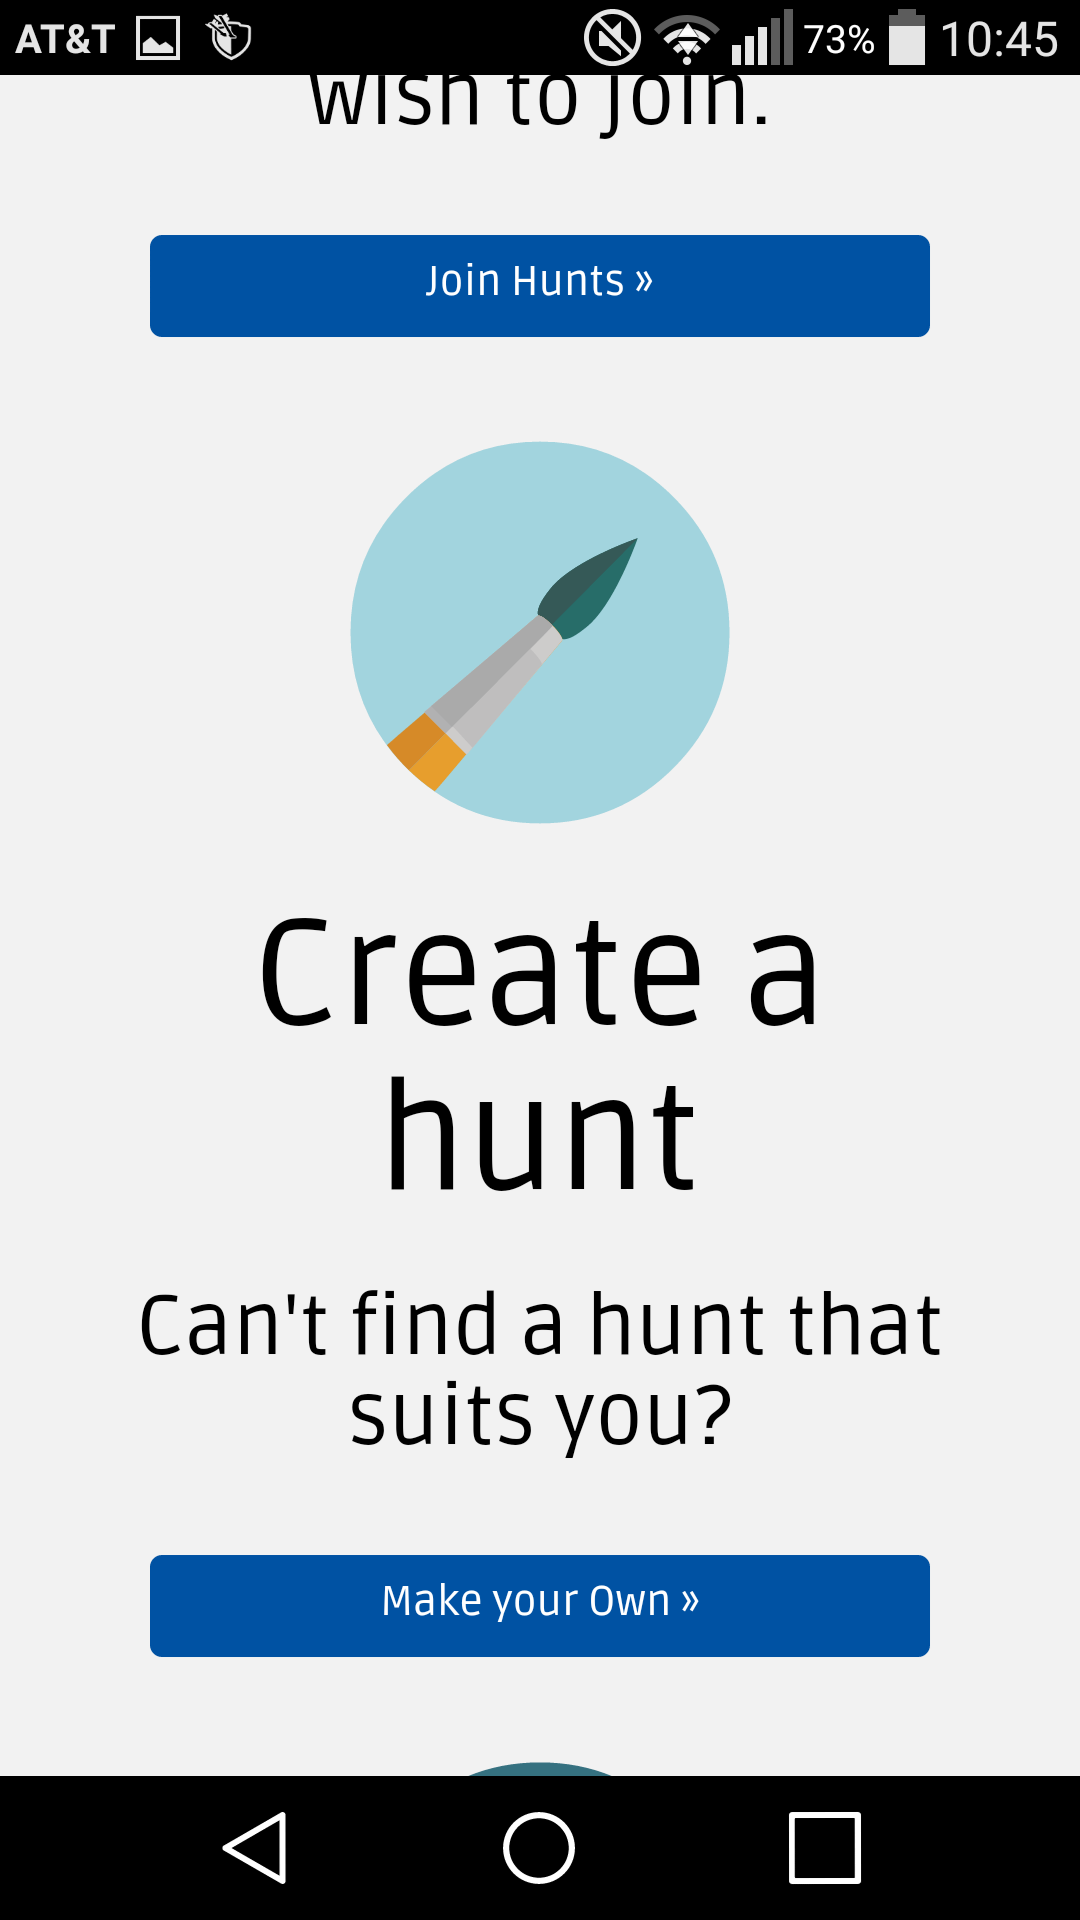 AT&T 73% 10:45
wish to join.
Join Hunts »
Create a
hunt
Can't find a hunt that
suits you?
Make your Own »